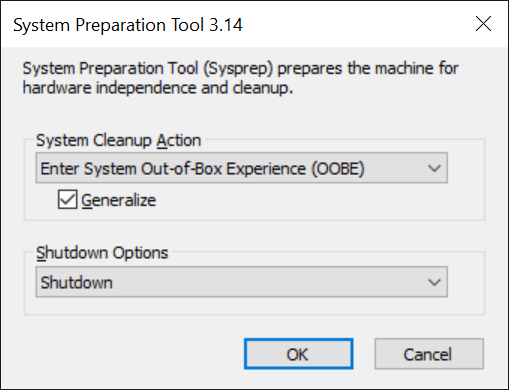 System Preparation Tool 3.14
System Preparation Tool (Sysprep) prepares the machine for
hardware independence and cleanup.
System Cleanup Action
Enter System Out-of-Box Experience (OOBE)
Generalize
Shutdown Options
Shutdown
OK
Cancel